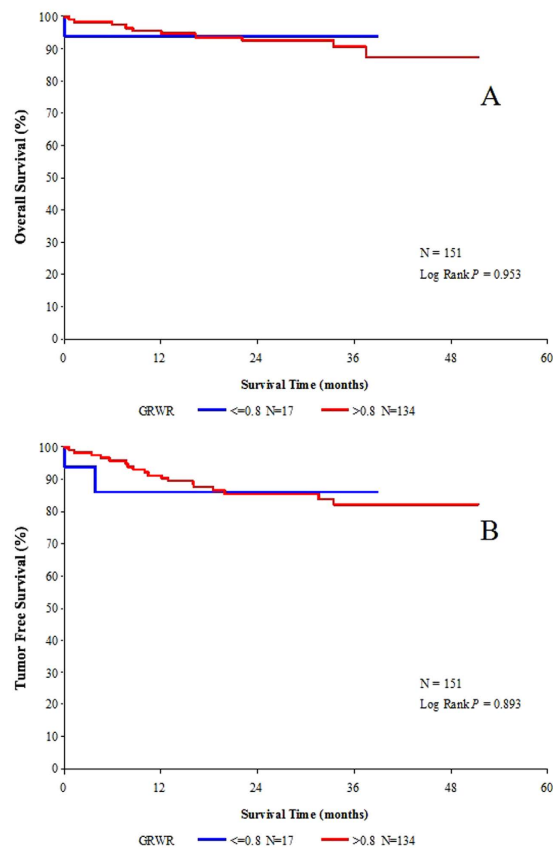 100
90
80
70
60
50
40
30
20
10
0
Overall Survival (%)
A
N = 151
Log Rank P = 0.953
0 12 24 36 48 60
Survival Time (months)
GRWR <=0.8 N=17 >0.8 N=134
100
90
80
70
60
50
40
30
20
10
0
Tumor Free Survival (%)
B
N = 151
Log Rank P = 0.893
0 12 24 36 48 60
Survival Time (months)
GRWR <=0.8 N=17 >0.8 N=134